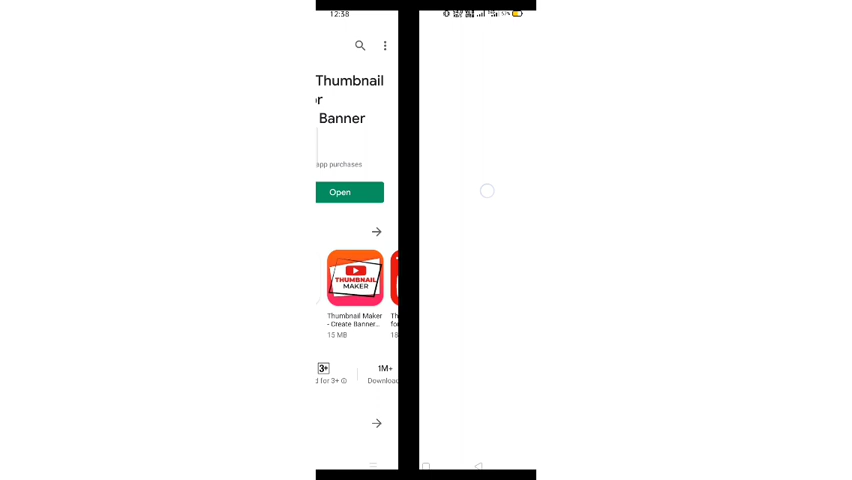 12:38
Thumbnail
Banner
app purchases
Open
THUMBNAIL
MAKER
Thumbnail Maker
- Create Banner...
15 MB
3+
1M+
d for 3+